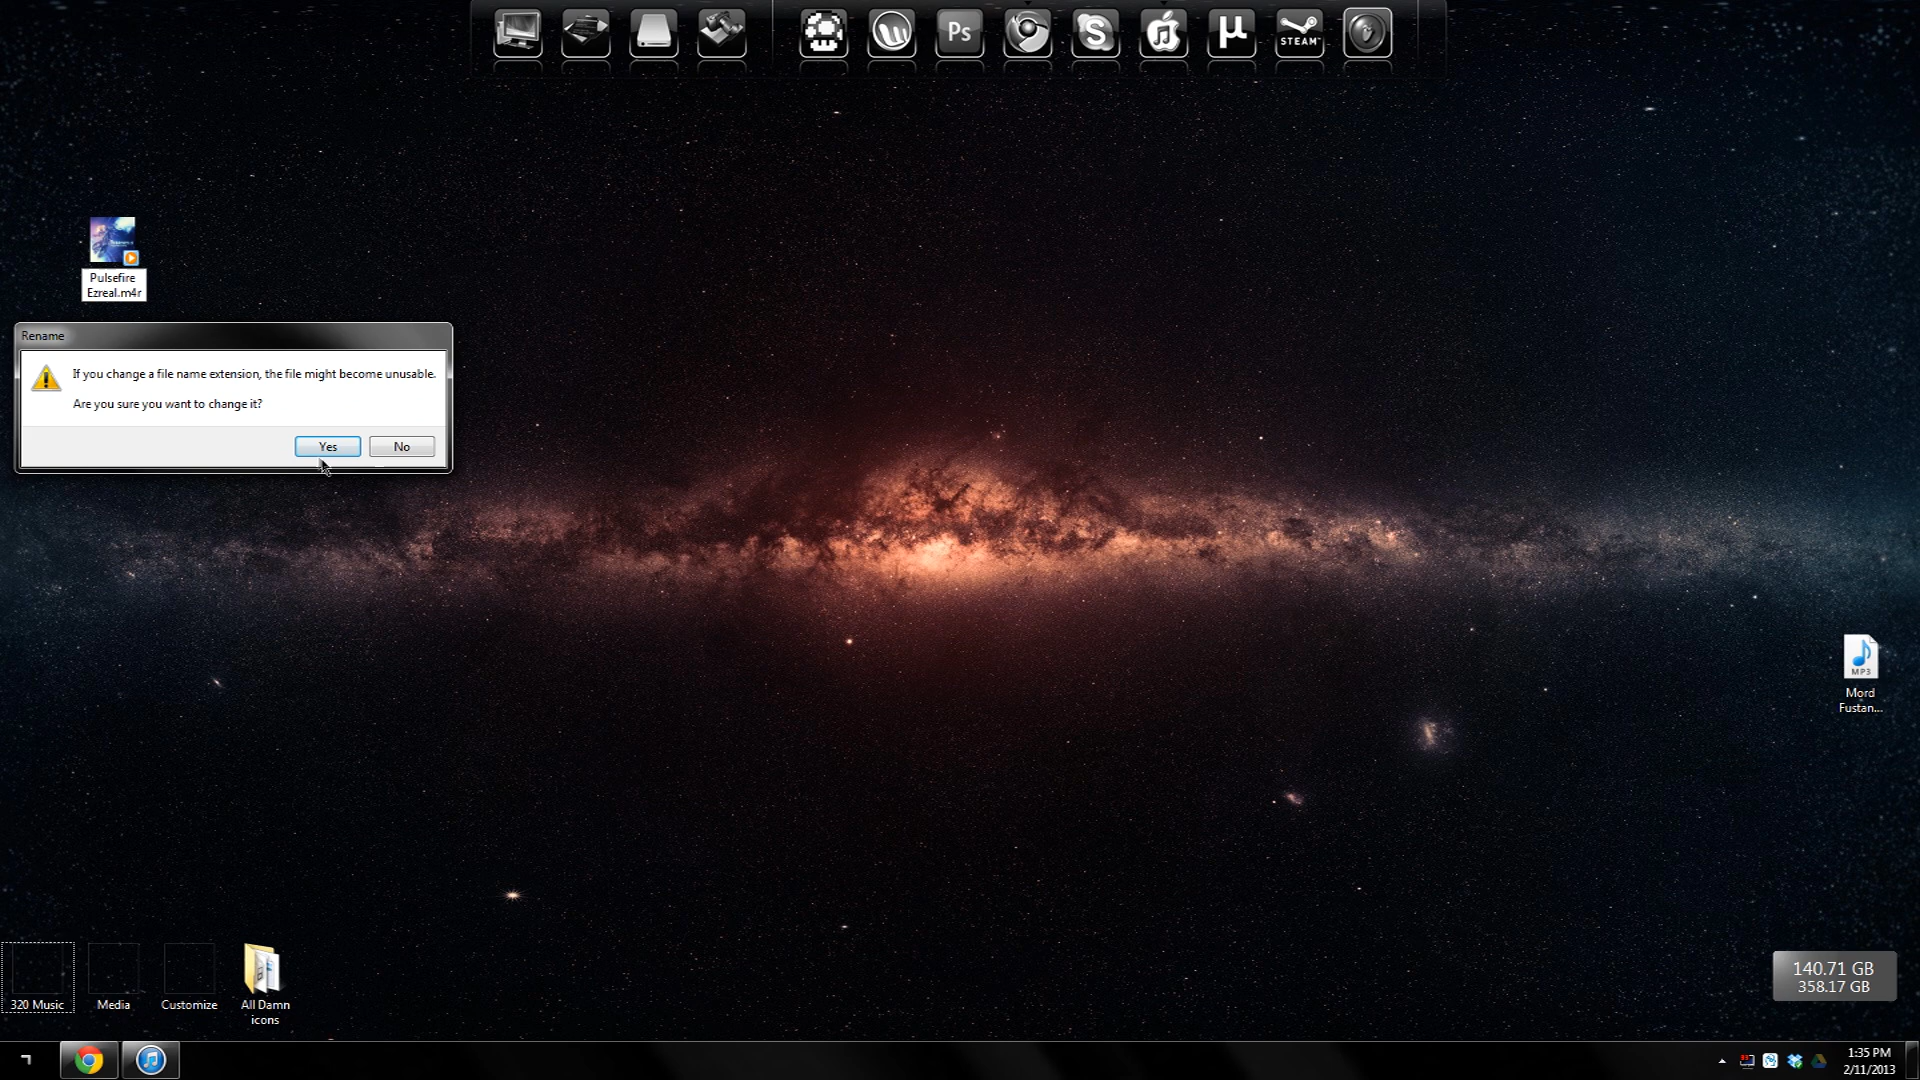 Ps
S
µ
STEAM
Pulsefire
Ezreal.m4r
Rename
If you change a file name extension, the file might become unusable.
Are you sure you want to change it?
Yes
No
MP3
Mord
Fustan...
320 Music
Media
Customize
All Damn
icons
140.71 GB
358.17 GB
1:35 PM
2/11/2013